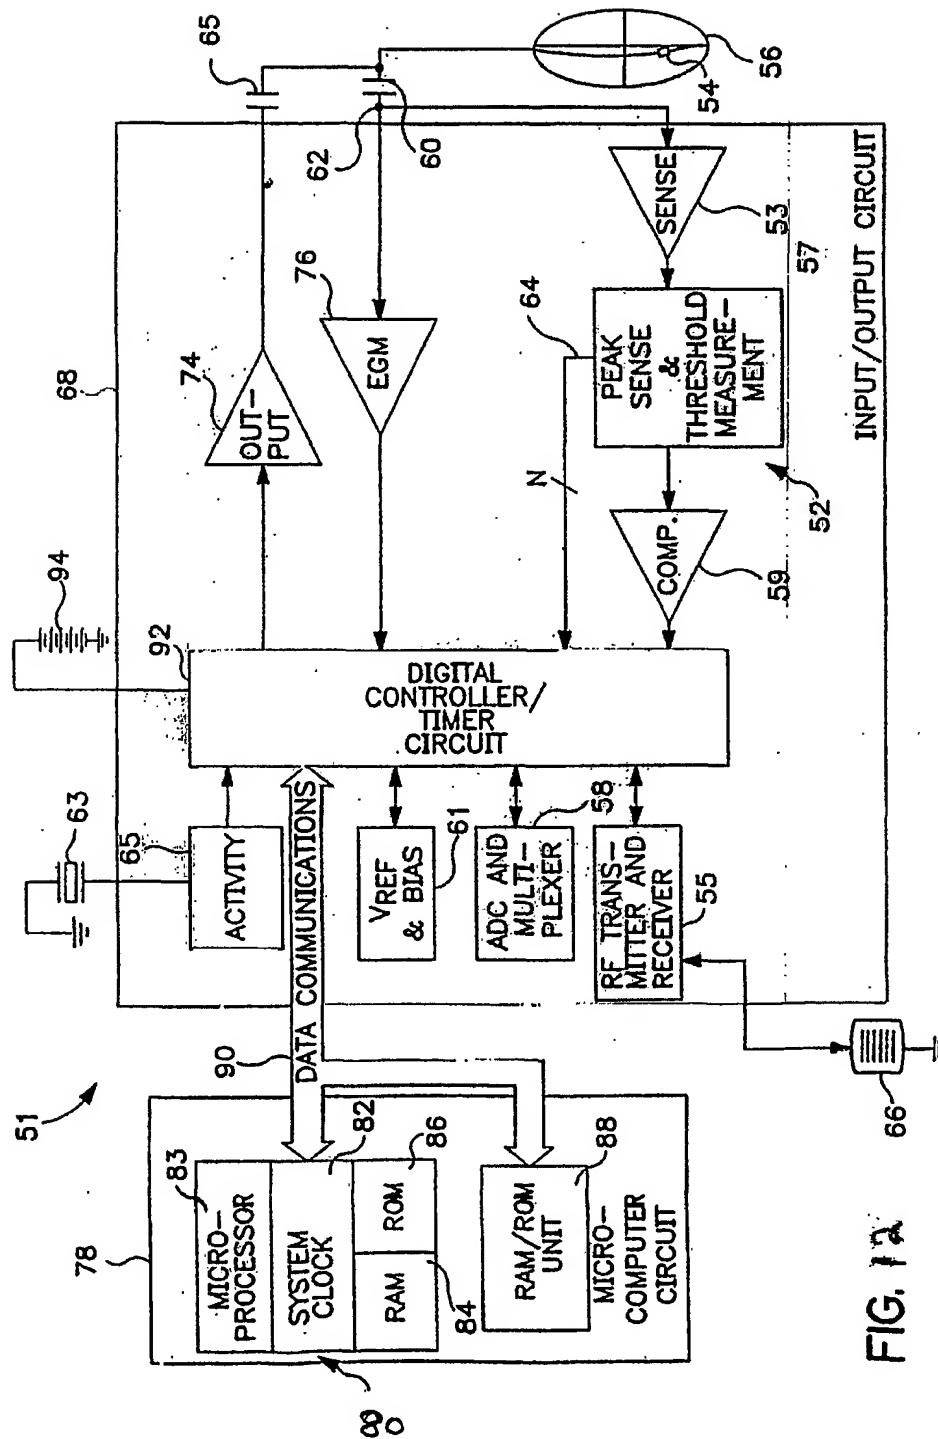 51
78
83
MICRO-
PROCESSOR
SYSTEM
CLOCK
82
RAM
ROM
84
86
80
RAM/ROM
UNIT
88
MICRO-
COMPUTER
CIRCUIT
90
DATA COMMUNICATIONS
66
63
65
ACTIVITY
VREF
& BIAS
61
ADC AND
MULTI-
PLEXER
58
RF TRANS-
MITTER AND
RECEIVER
55
94
92
DIGITAL
CONTROLLER/
TIMER
CIRCUIT
68
74
OUT-
PUT
76
EGM
N
64
PEAK
SENSE
&
THRESHOLD
MEASURE-
MENT
COMP.
59
52
SENSE
53
57
INPUT/OUTPUT CIRCUIT
65
62
60
54
56
FIG. 12